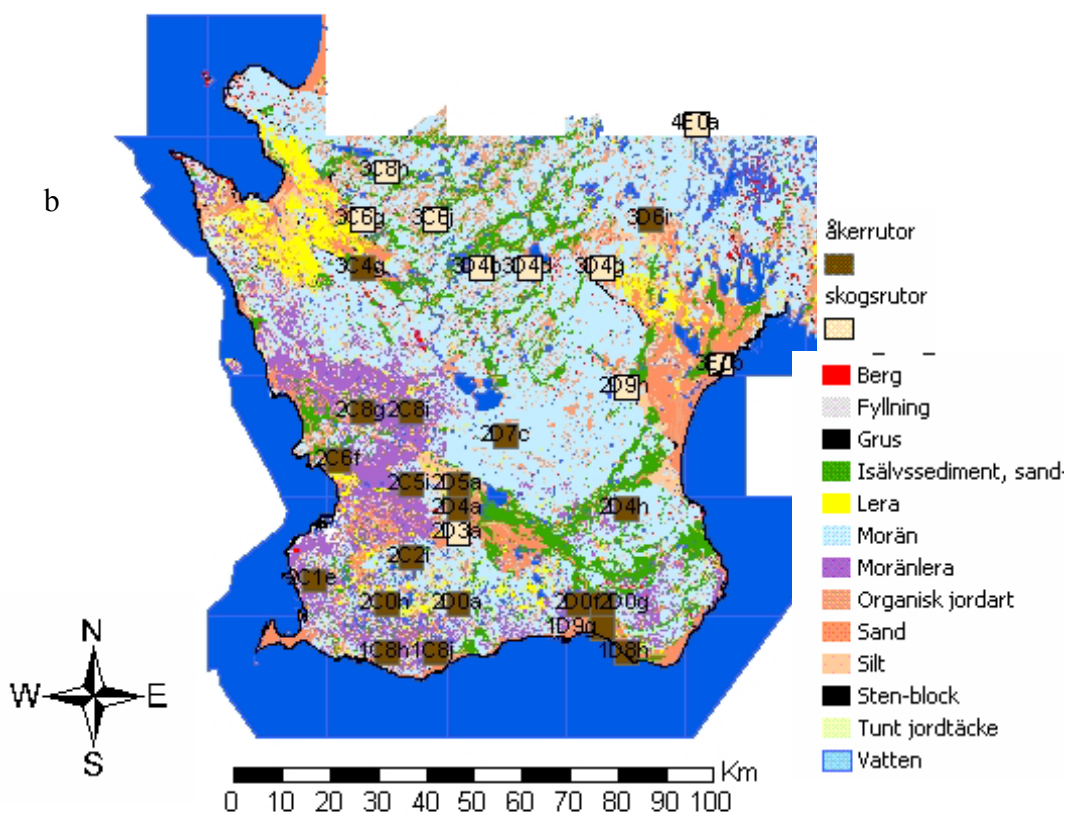 b
4E0a
3C8h
3C6g
3C6j
3D6i
3C4g
3D4b
3D4d
3D4g
3E0b
2D9h
2C8g
2C8i
2D7c
2C6f
2C5i
2D5a
2D4a
2D4h
2D3a
2C2i
2C1e
2C0h
2D0a
2D0f
2D0g
1D9g
1C8h
1C8j
1D8h
N
W
E
S
Km
0 10 20 30 40 50 60 70 80 90 100
åkerrutor
skogsrutor
Berg
Fyllning
Grus
Isälvssediment, sand-
Lera
Morän
Moränlera
Organisk jordart
Sand
Silt
Sten-block
Tunt jordtäcke
Vatten